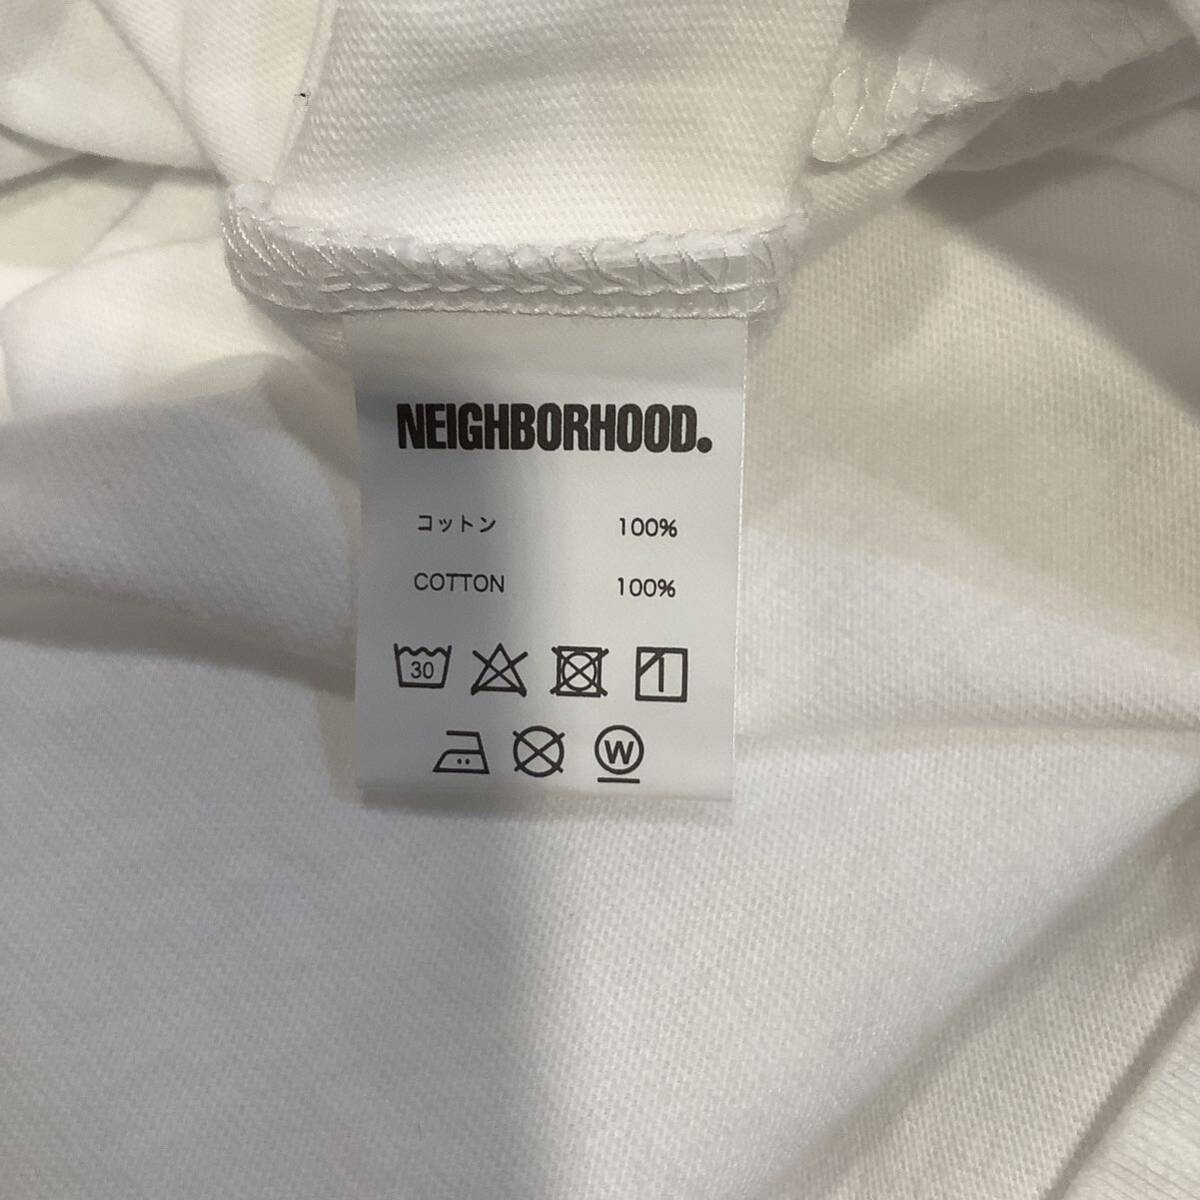 NEIGHBORHOOD.
コットン 100%
COTTON 100%
30
W